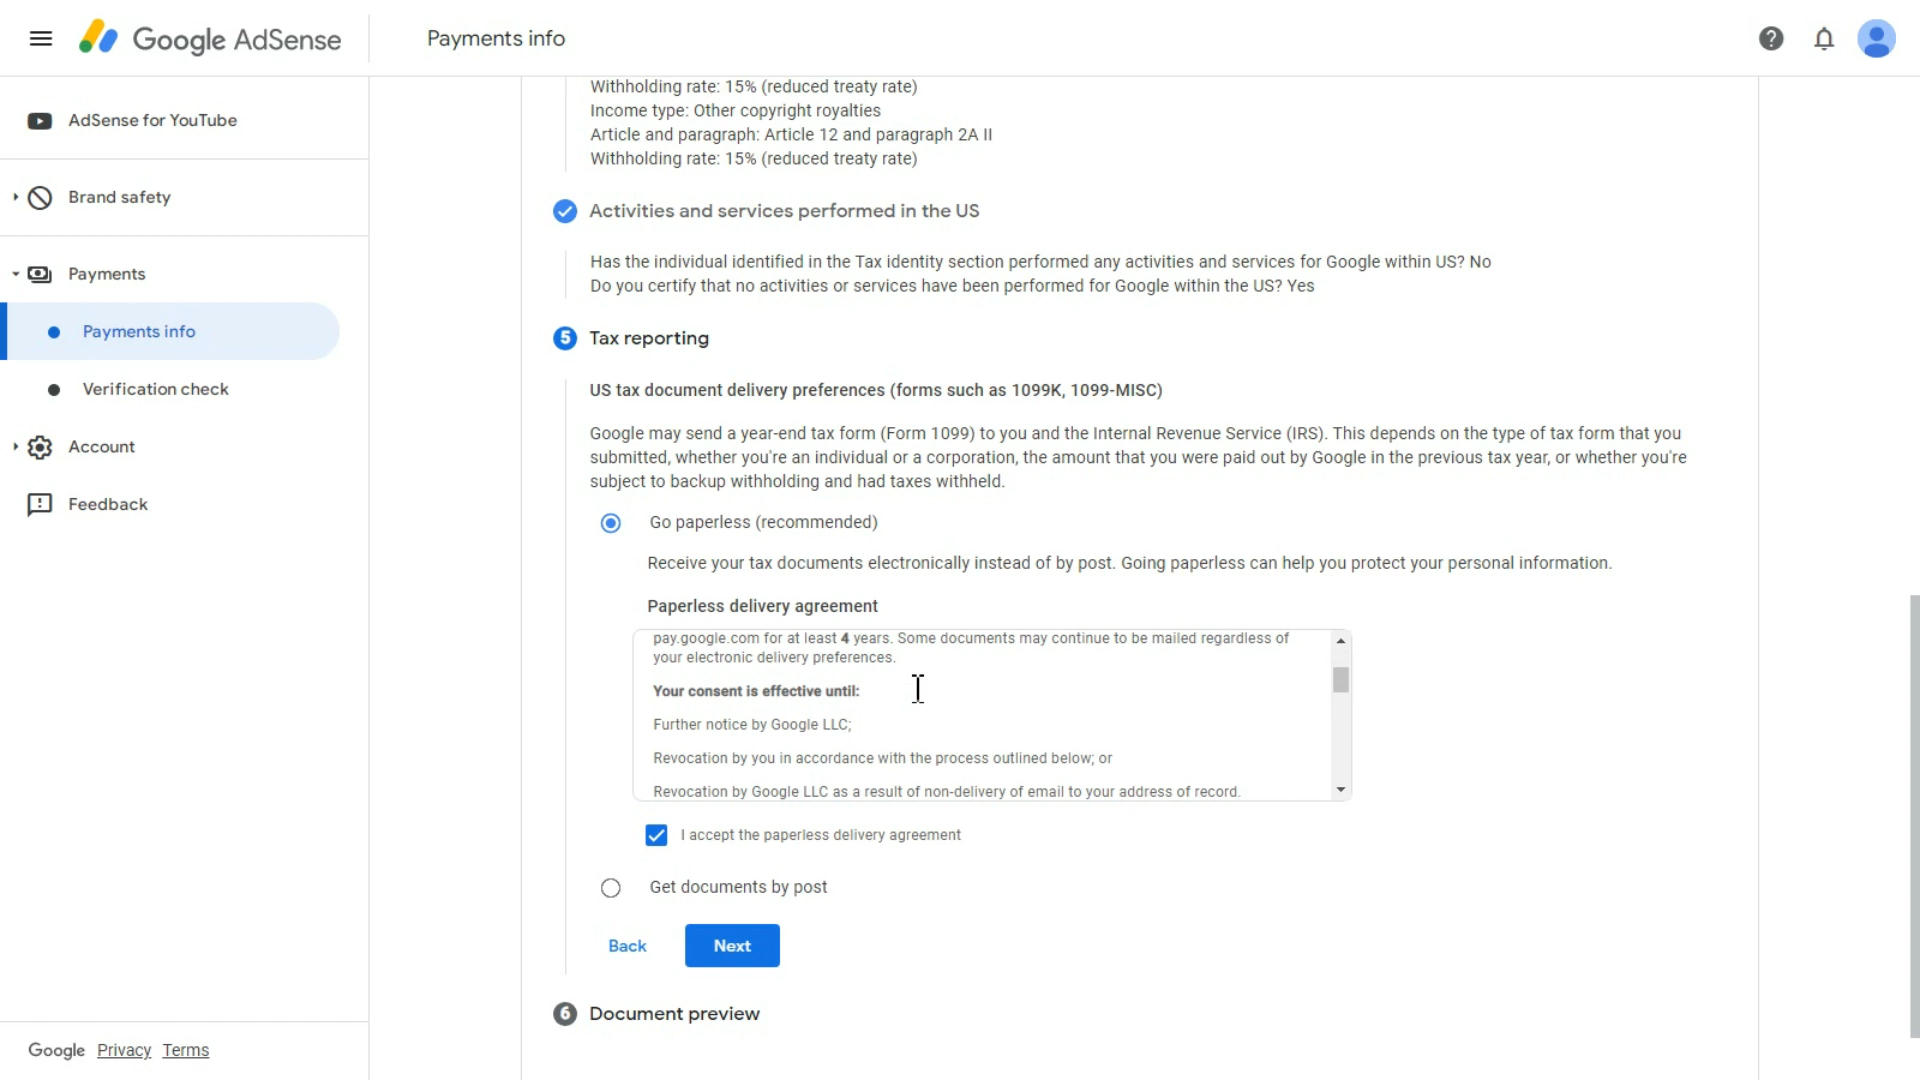 Google AdSense
Payments info
AdSense for YouTube
Brand safety
Payments
Payments info
Verification check
Account
Feedback
Google Privacy Terms
Withholding rate: 15% (reduced treaty rate)
Income type: Other copyright royalties
Article and paragraph: Article 12 and paragraph 2A II
Withholding rate: 15% (reduced treaty rate)
Activities and services performed in the US
Has the individual identified in the Tax identity section performed any activities and services for Google within US? No
Do you certify that no activities or services have been performed for Google within the US? Yes
5 Tax reporting
US tax document delivery preferences (forms such as 1099K, 1099-MISC)
Google may send a year-end tax form (Form 1099) to you and the Internal Revenue Service (IRS). This depends on the type of tax form that you
submitted, whether you're an individual or a corporation, the amount that you were paid out by Google in the previous tax year, or whether you're
subject to backup withholding and had taxes withheld.
Go paperless (recommended)
Receive your tax documents electronically instead of by post. Going paperless can help you protect your personal information.
Paperless delivery agreement
pay.google.com for at least 4 years. Some documents may continue to be mailed regardless of
your electronic delivery preferences.
Your consent is effective until:
Further notice by Google LLC;
Revocation by you in accordance with the process outlined below; or
Revocation by Google LLC as a result of non-delivery of email to your address of record.
I accept the paperless delivery agreement
Get documents by post
Back Next
6 Document preview